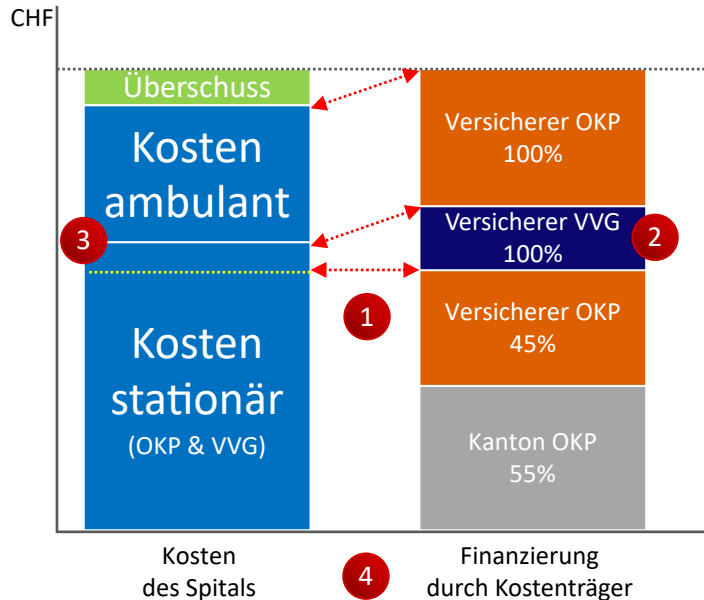 CHF
Überschuss
Kosten
ambulant
3
Kosten
stationär
(OKP & VVG)
Versicherer OKP
100%
Versicherer VVG
100%
2
1
Versicherer OKP
45%
Kanton OKP
55%
Kosten
des Spitals
4
Finanzierung
durch Kostenträger